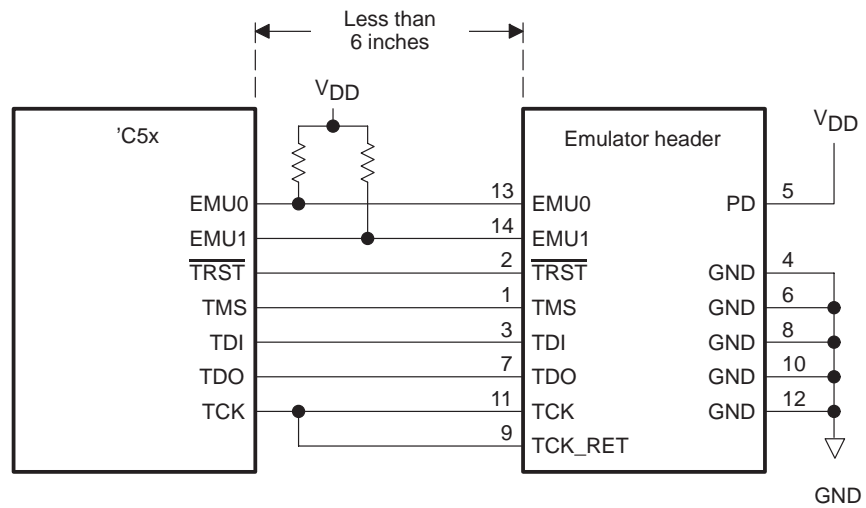 Less than
6 inches
VDD
'C5x
Emulator header
VDD
EMU0 13 EMU0 PD 5
EMU1 14 EMU1
TRST 2 TRST GND 4
TMS 1 TMS GND 6
TDI 3 TDI GND 8
TDO 7 TDO GND 10
TCK 11 TCK GND 12
9 TCK_RET
GND